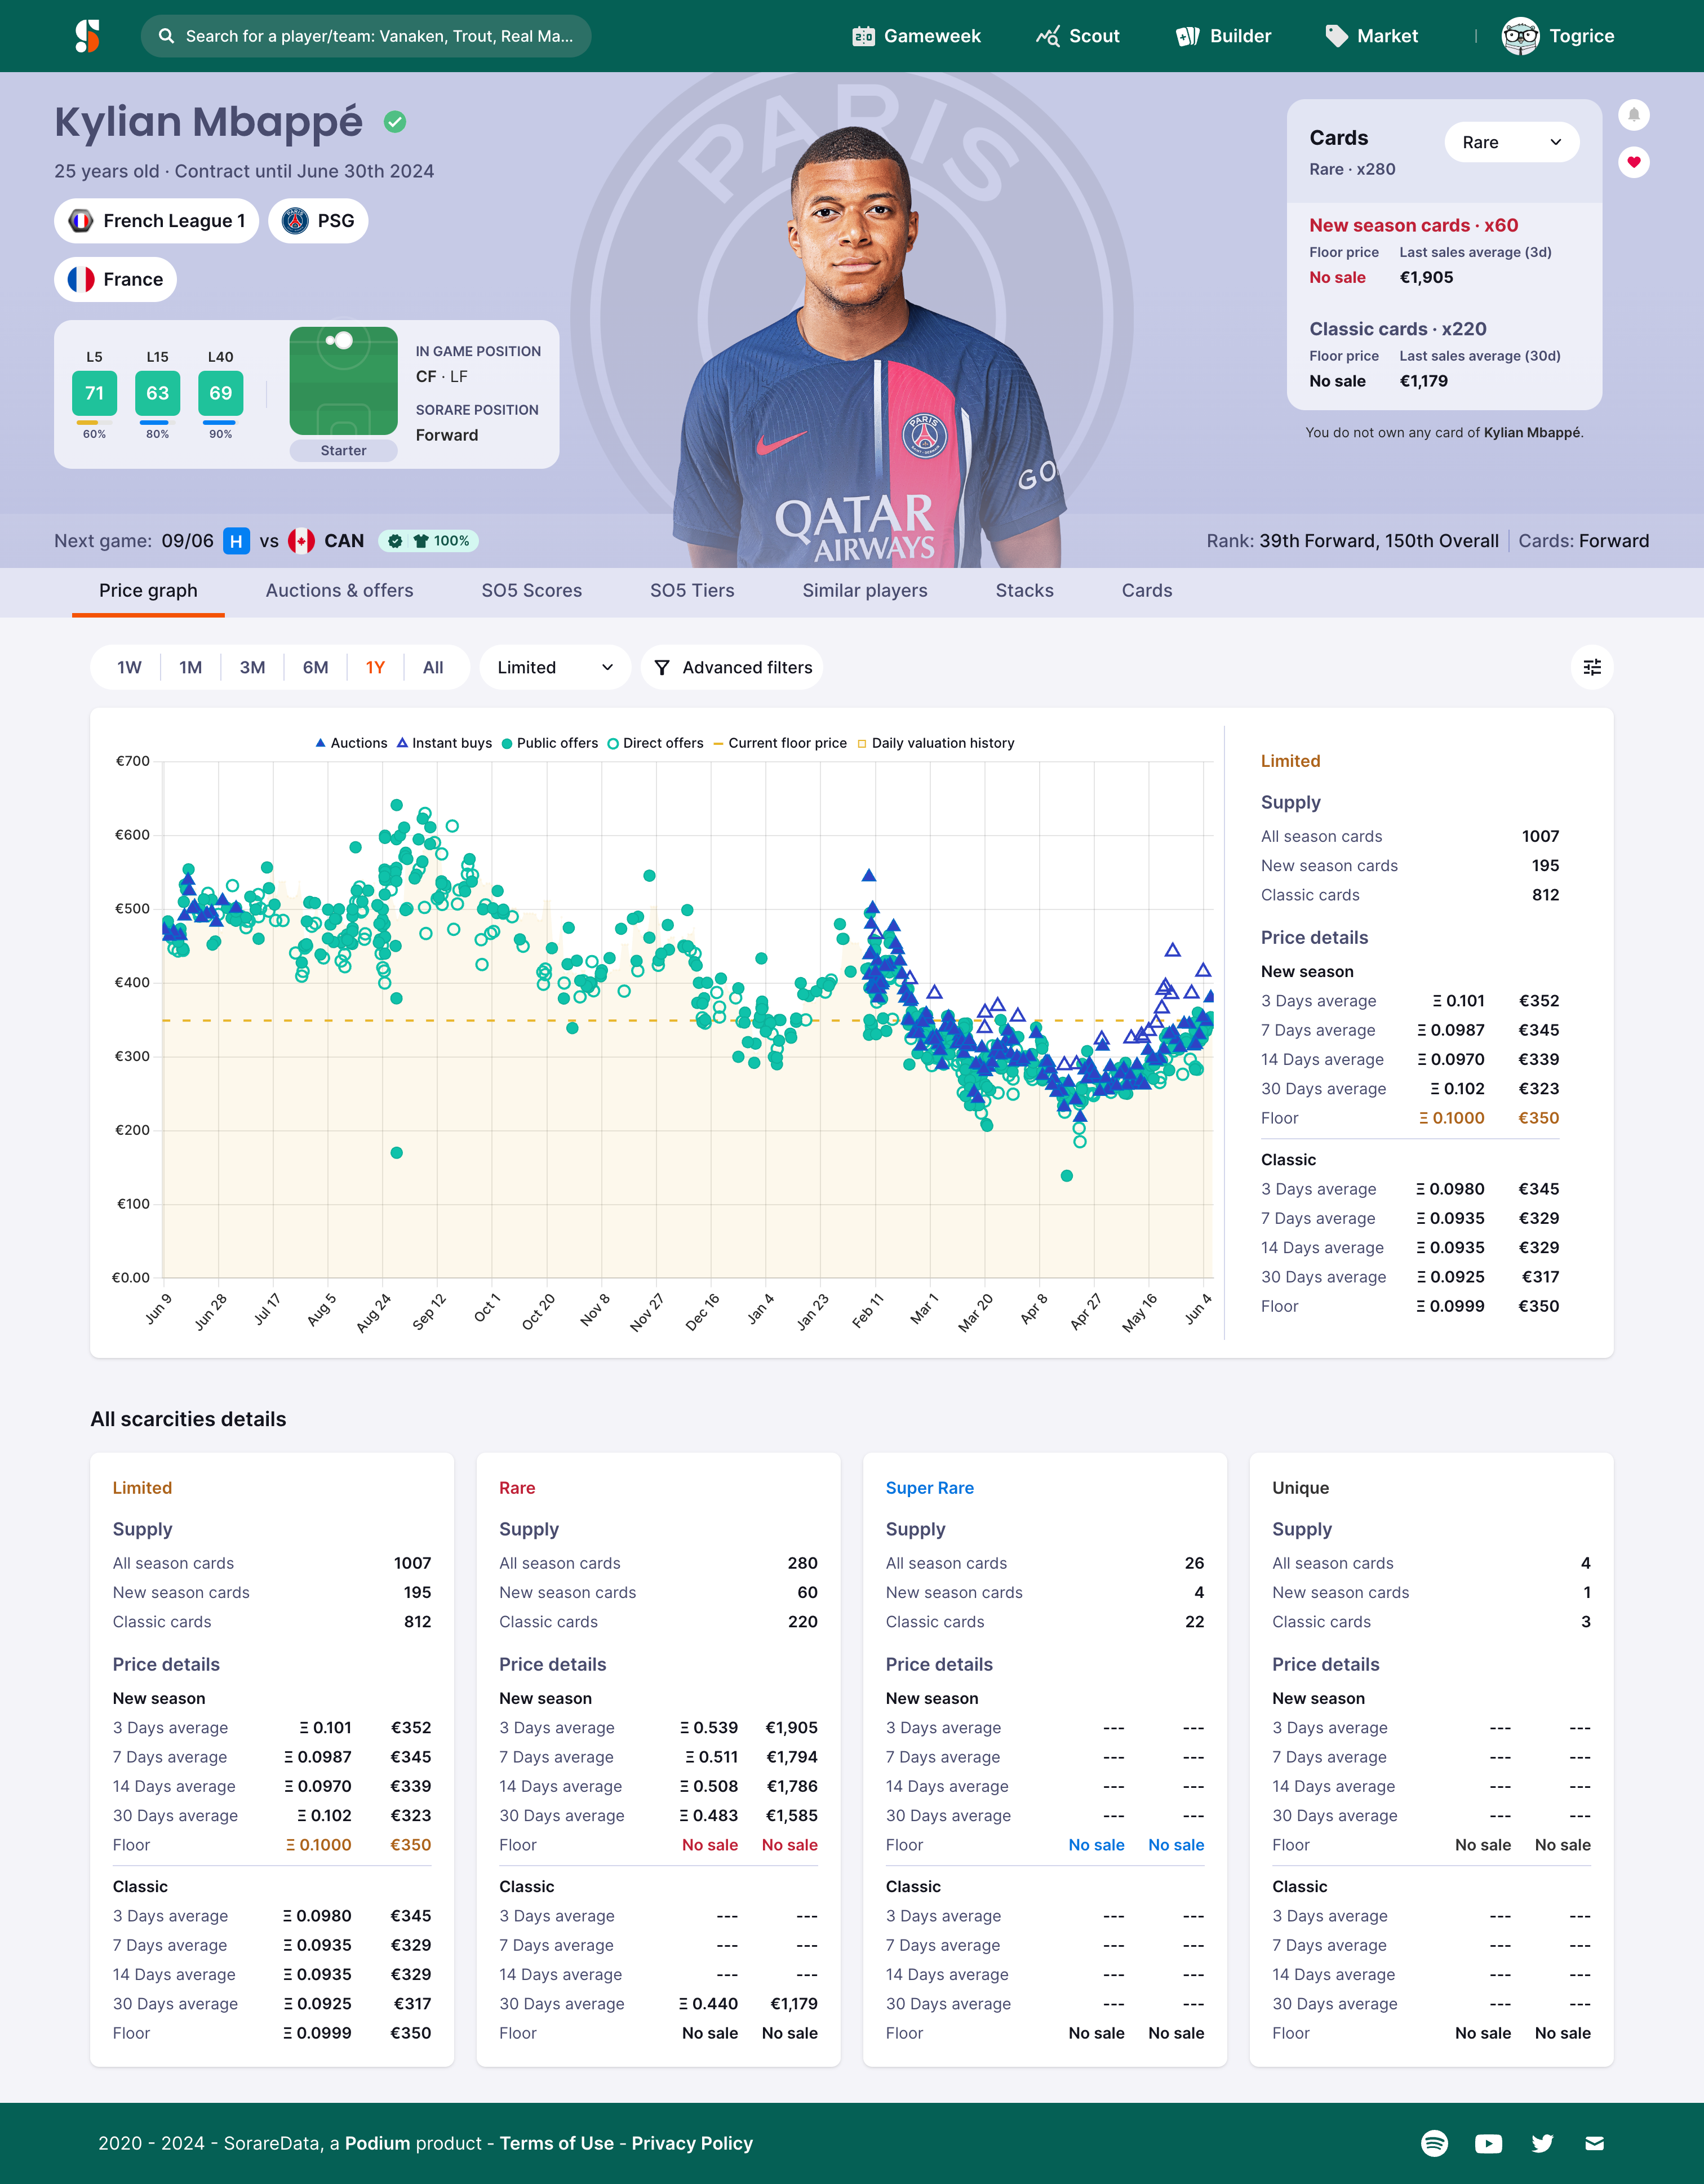 Search for a player/team: Vanaken, Trout, Real Ma...
Gameweek
Scout
Builder
Market
Togrice
Kylian Mbappé
25 years old · Contract until June 30th 2024
French League 1
PSG
France
L5 L15 L40
71 63 69
60% 80% 90%
Starter
IN GAME POSITION
CF · LF
SORARE POSITION
Forward
PARIS
PARIS
GO
QATAR
AIRWAYS
Cards
Rare
Rare · x280
New season cards · x60
Floor price Last sales average (3d)
No sale €1,905
Classic cards · x220
Floor price Last sales average (30d)
No sale €1,179
You do not own any card of Kylian Mbappé.
Next game: 09/06 H vs CAN 100%
Rank: 39th Forward, 150th Overall Cards: Forward
Price graph Auctions & offers SO5 Scores SO5 Tiers Similar players Stacks Cards
1W 1M 3M 6M 1Y All
Limited
Advanced filters
Auctions Instant buys Public offers Direct offers Current floor price Daily valuation history
€700
€600
€500
€400
€300
€200
€100
€0.00
Jun 9 Jun 28 Jul 17 Aug 5 Aug 24 Sep 12 Oct 1 Oct 20 Nov 8 Nov 27 Dec 16 Jan 4 Jan 23 Feb 11 Mar 1 Mar 20 Apr 8 Apr 27 May 16 Jun 4
Limited
Supply
All season cards 1007
New season cards 195
Classic cards 812
Price details
New season
3 Days average Ξ 0.101 €352
7 Days average Ξ 0.0987 €345
14 Days average Ξ 0.0970 €339
30 Days average Ξ 0.102 €323
Floor Ξ 0.1000 €350
Classic
3 Days average Ξ 0.0980 €345
7 Days average Ξ 0.0935 €329
14 Days average Ξ 0.0935 €329
30 Days average Ξ 0.0925 €317
Floor Ξ 0.0999 €350
All scarcities details
Limited
Supply
All season cards 1007
New season cards 195
Classic cards 812
Price details
New season
3 Days average Ξ 0.101 €352
7 Days average Ξ 0.0987 €345
14 Days average Ξ 0.0970 €339
30 Days average Ξ 0.102 €323
Floor Ξ 0.1000 €350
Classic
3 Days average Ξ 0.0980 €345
7 Days average Ξ 0.0935 €329
14 Days average Ξ 0.0935 €329
30 Days average Ξ 0.0925 €317
Floor Ξ 0.0999 €350
Rare
Supply
All season cards 280
New season cards 60
Classic cards 220
Price details
New season
3 Days average Ξ 0.539 €1,905
7 Days average Ξ 0.511 €1,794
14 Days average Ξ 0.508 €1,786
30 Days average Ξ 0.483 €1,585
Floor No sale No sale
Classic
3 Days average --- ---
7 Days average --- ---
14 Days average --- ---
30 Days average Ξ 0.440 €1,179
Floor No sale No sale
Super Rare
Supply
All season cards 26
New season cards 4
Classic cards 22
Price details
New season
3 Days average --- ---
7 Days average --- ---
14 Days average --- ---
30 Days average --- ---
Floor No sale No sale
Classic
3 Days average --- ---
7 Days average --- ---
14 Days average --- ---
30 Days average --- ---
Floor No sale No sale
Unique
Supply
All season cards 4
New season cards 1
Classic cards 3
Price details
New season
3 Days average --- ---
7 Days average --- ---
14 Days average --- ---
30 Days average --- ---
Floor No sale No sale
Classic
3 Days average --- ---
7 Days average --- ---
14 Days average --- ---
30 Days average --- ---
Floor No sale No sale
2020 - 2024 - SorareData, a Podium product - Terms of Use - Privacy Policy